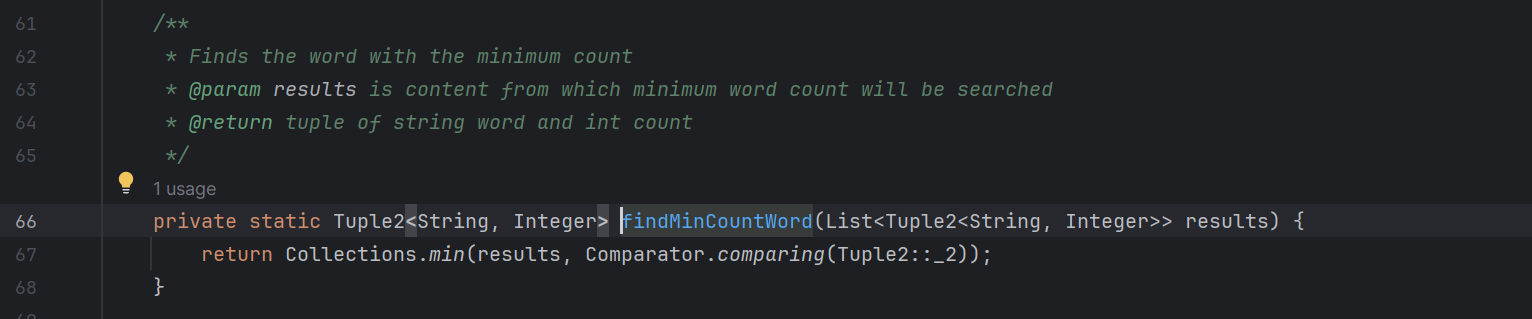 61 /**
62 * Finds the word with the minimum count
63 * @param results is content from which minimum word count will be searched
64 * @return tuple of string word and int count
65 */
1 usage
66 private static Tuple2<String, Integer> findMinCountWord(List<Tuple2<String, Integer>> results) {
67 return Collections.min(results, Comparator.comparing(Tuple2::_2));
68 }